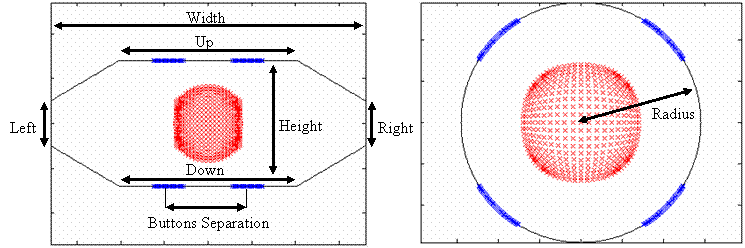 Width
Up
Left
Height
Right
Radius
Down
Buttons Separation